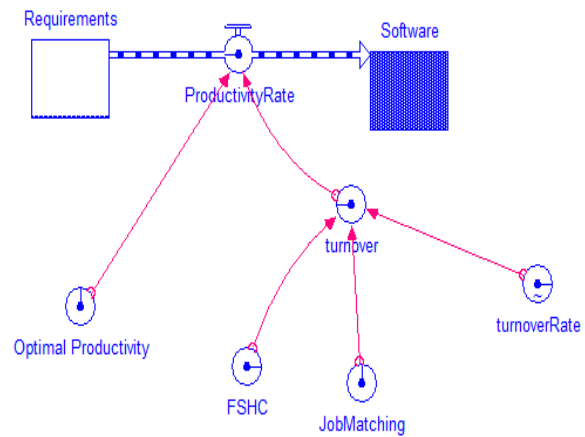 Requirements
Software
ProductivityRate
turnover
turnoverRate
Optimal Productivity
FSHC
JobMatching